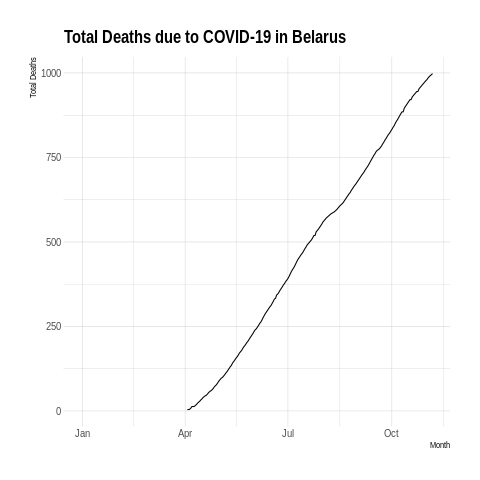 Total Deaths due to COVID-19 in Belarus
Total Deaths
1000
750
500
250
0
Jan Apr Jul Oct
Month